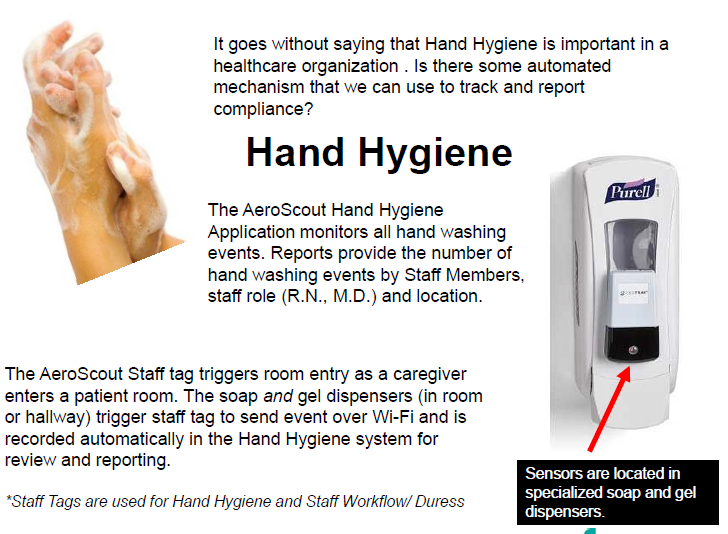 It goes without saying that Hand Hygiene is important in a
healthcare organization . Is there some automated
mechanism that we can use to track and report
compliance?
Hand Hygiene
Purell
The AeroScout Hand Hygiene
Application monitors all hand washing
events. Reports provide the number of
hand washing events by Staff Members,
staff role (R.N., M.D.) and location.
The AeroScout Staff tag triggers room entry as a caregiver
enters a patient room. The soap and gel dispensers (in room
or hallway) trigger staff tag to send event over Wi-Fi and is
recorded automatically in the Hand Hygiene system for
review and reporting.
*Staff Tags are used for Hand Hygiene and Staff Workflow/ Duress
Sensors are located in
specialized soap and gel
dispensers.